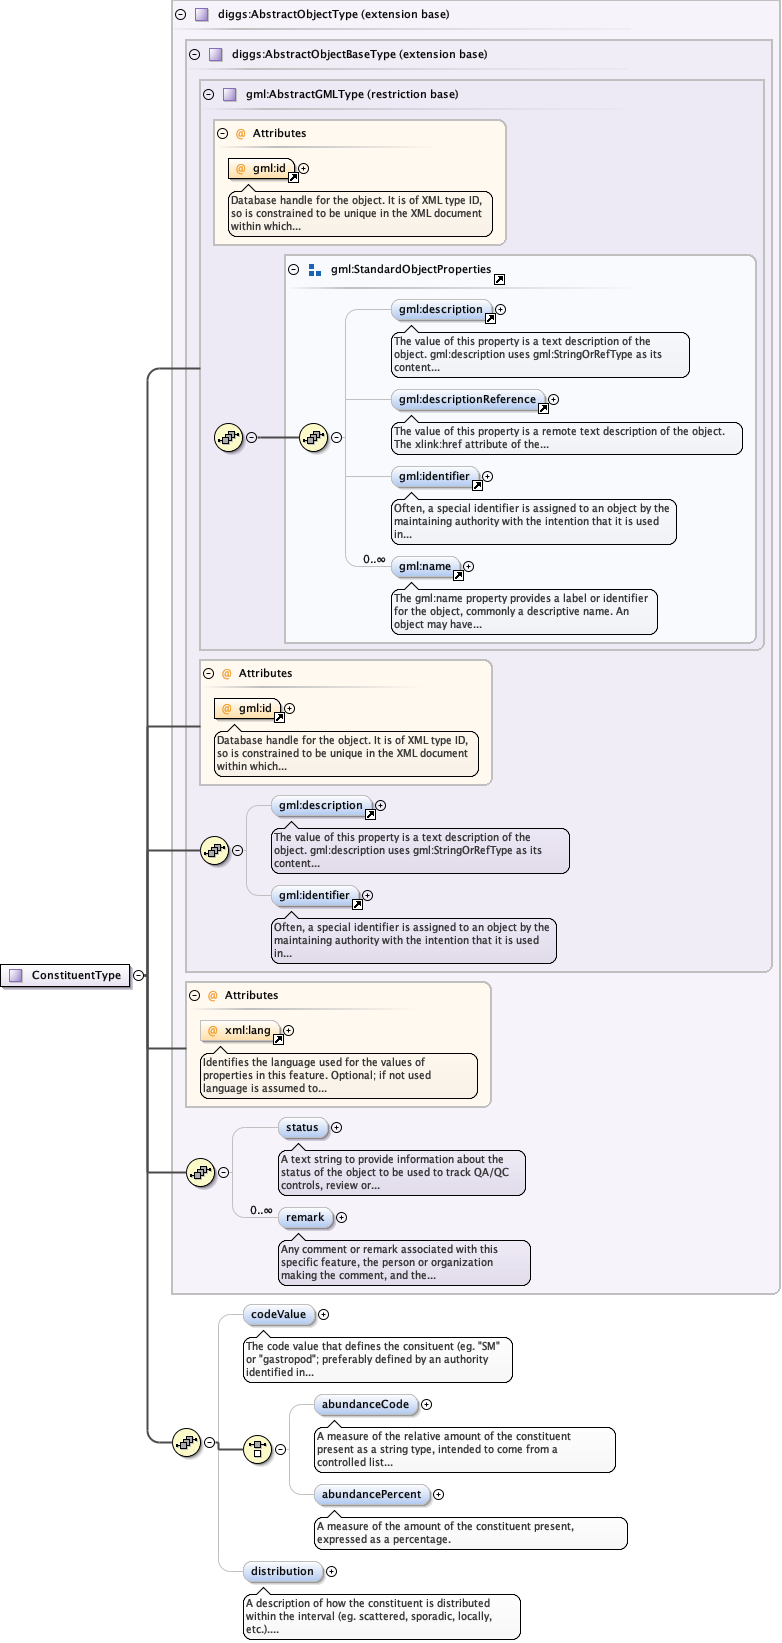 diggs:AbstractObjectType (extension base)
diggs:AbstractObjectBaseType (extension base)
gml:AbstractGMLType (restriction base)
@ Attributes
@ gml:id
Database handle for the object. It is of XML type ID,
so is constrained to be unique in the XML document
within which...
gml:StandardObjectProperties
gml:description
The value of this property is a text description of the
object. gml:description uses gml:StringOrRefType as its
content...
gml:descriptionReference
The value of this property is a remote text description of the object.
The xlink:href attribute of the...
gml:identifier
Often, a special identifier is assigned to an object by the
maintaining authority with the intention that it is used
in...
0..∞
gml:name
The gml:name property provides a label or identifier
for the object, commonly a descriptive name. An
object may have...
@ Attributes
@ gml:id
Database handle for the object. It is of XML type ID,
so is constrained to be unique in the XML document
within which...
gml:description
The value of this property is a text description of the
object. gml:description uses gml:StringOrRefType as its
content...
gml:identifier
Often, a special identifier is assigned to an object by the
maintaining authority with the intention that it is used
in...
ConstituentType
@ Attributes
@ xml:lang
Identifies the language used for the values of
properties in this feature. Optional; if not used
language is assumed to...
status
A text string to provide information about the
status of the object to be used to track QA/QC
controls, review or...
0..∞
remark
Any comment or remark associated with this
specific feature, the person or organization
making the comment, and the...
codeValue
The code value that defines the consituent (eg. "SM"
or "gastropod"; preferably defined by an authority
identified in...
abundanceCode
A measure of the relative amount of the constituent
present as a string type, intended to come from a
controlled list...
abundancePercent
A measure of the amount of the constituent present,
expressed as a percentage.
distribution
A description of how the constituent is distributed
within the interval (eg. scattered, sporadic, locally,
etc.)....